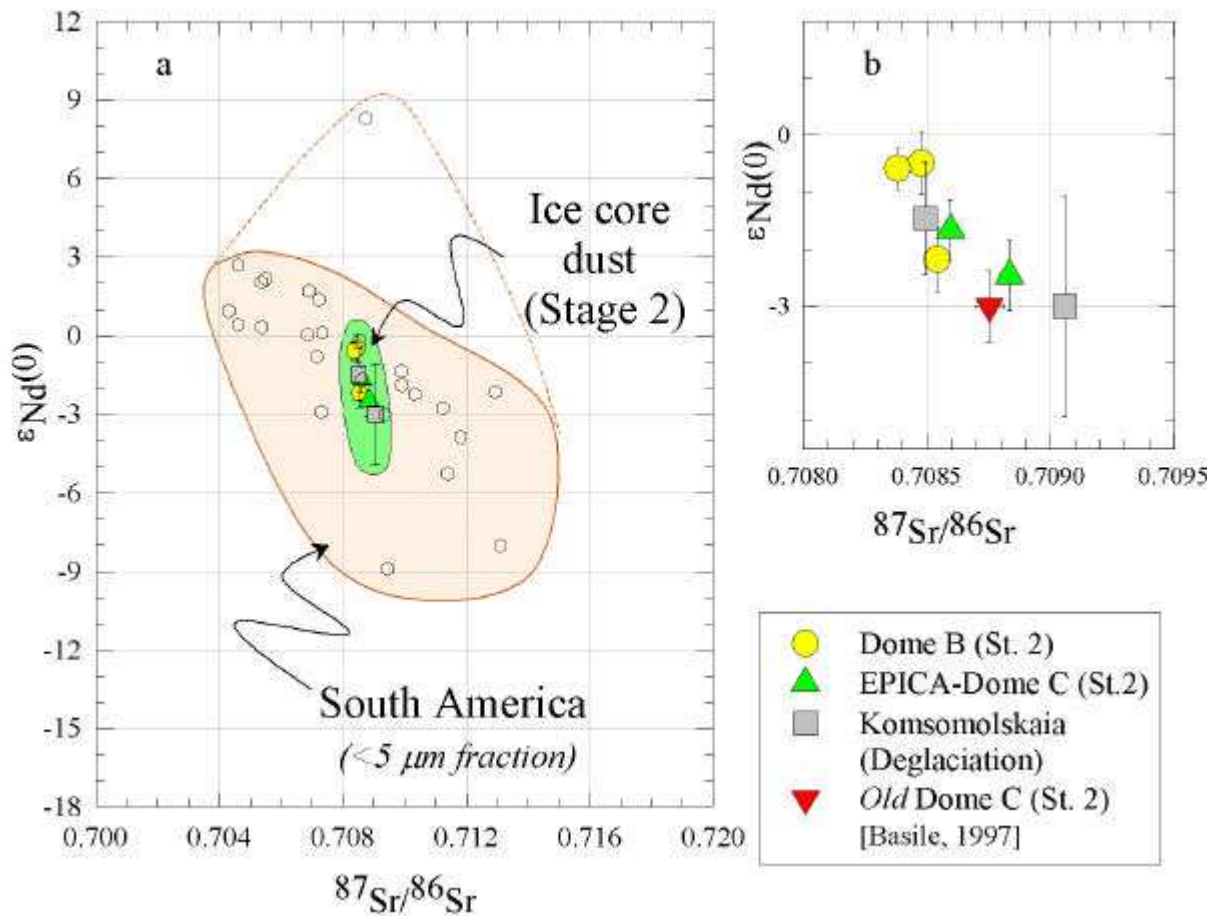 a
12
9
6
3
0
-3
-6
-9
-12
-15
-18
εNd(0)
0.700
0.704
0.708
0.712
0.716
0.720
87Sr/86Sr
Ice core
dust
(Stage 2)
South America
(<5 μm fraction)
b
0
-3
εNd(0)
0.7080
0.7085
0.7090
0.7095
87Sr/86Sr
Dome B (St. 2)
EPICA-Dome C (St.2)
Komsomolskaia
(Deglaciation)
Old Dome C (St. 2)
[Basile, 1997]